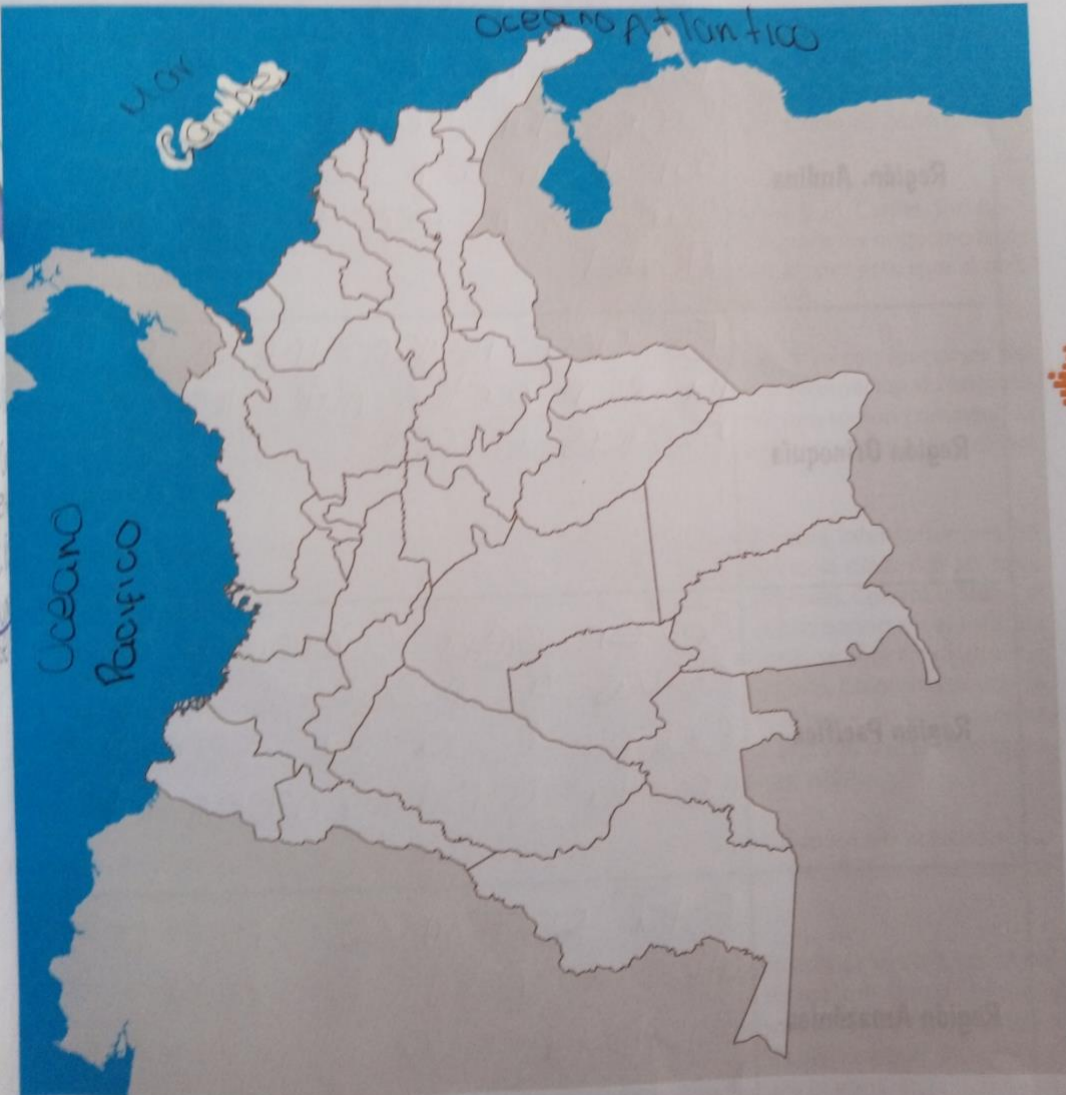 oceano Atlantico
Mar
Caribe
Oceano
Pacifico
Región Andina
Región Orinoquía
Región Pacífica
Región Amazónica